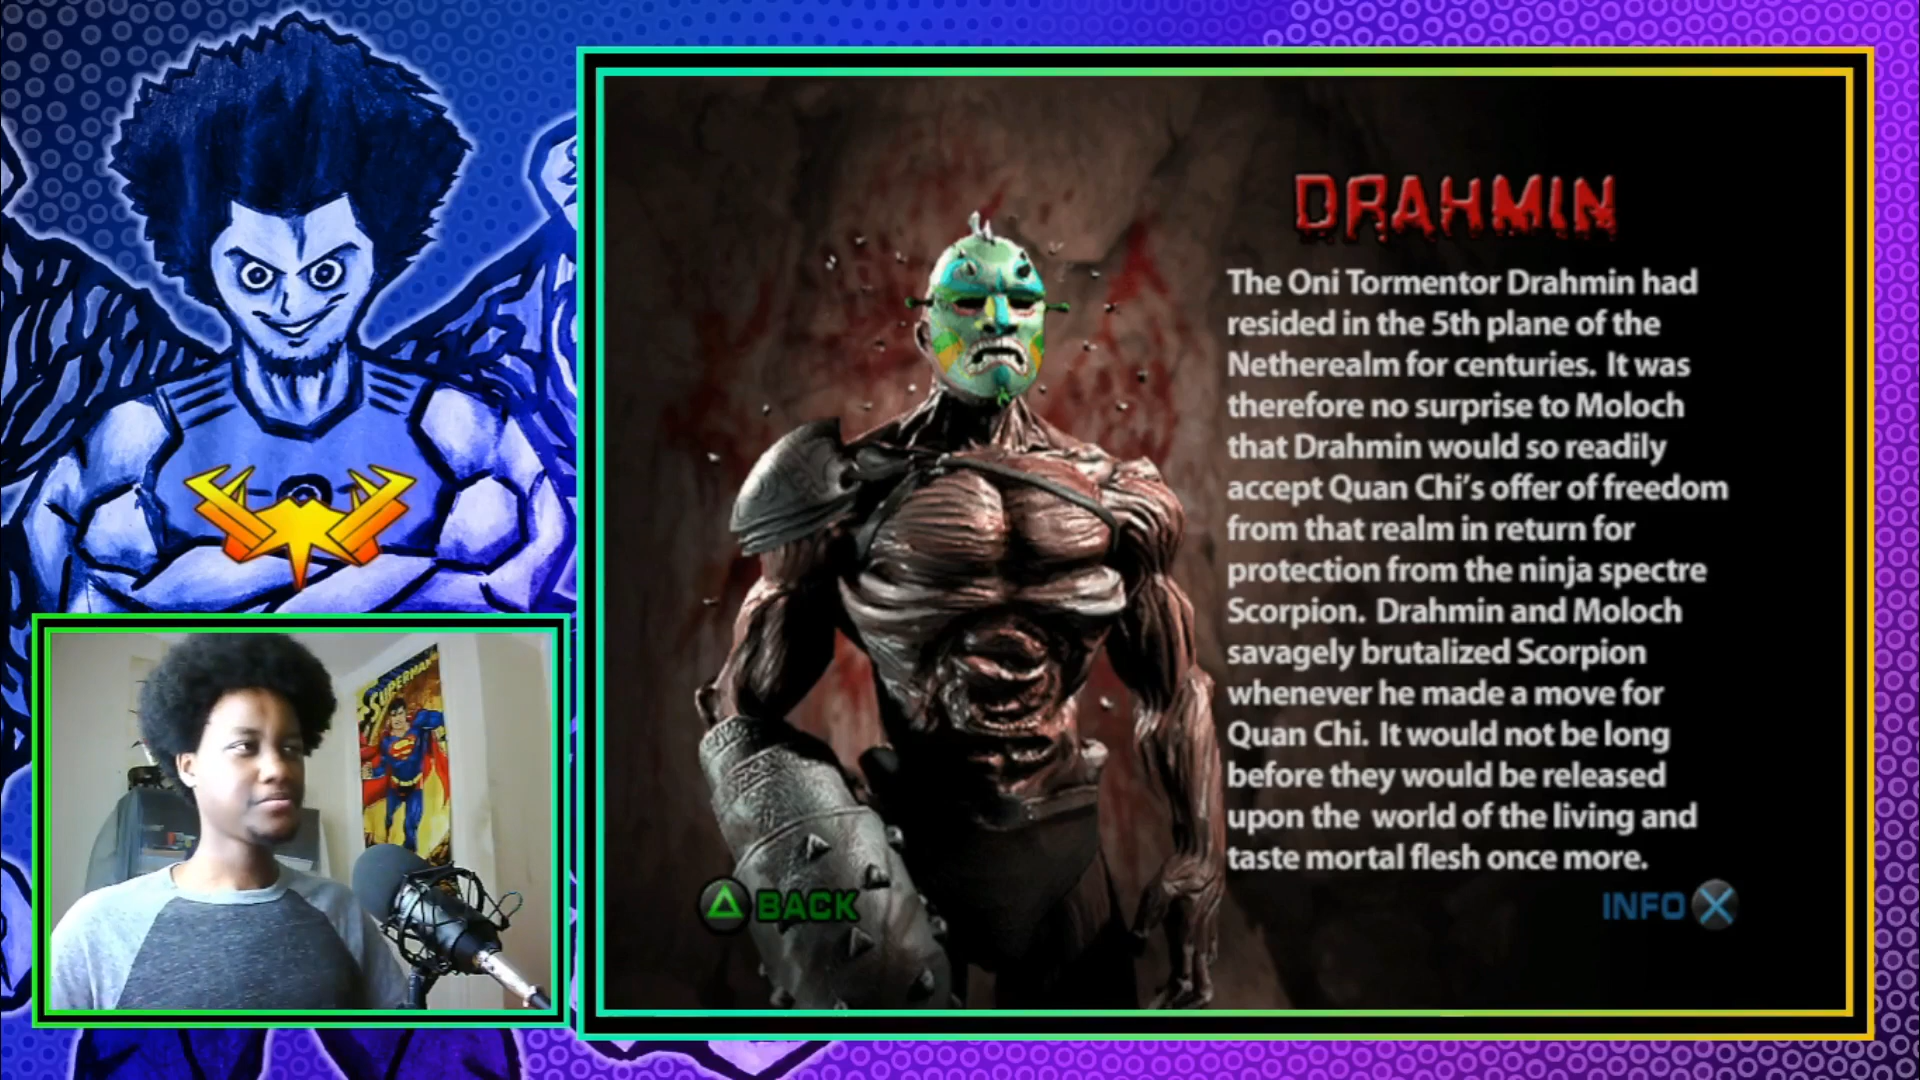 DRAHMIN
The Oni Tormentor Drahmin had
resided in the 5th plane of the
Netherealm for centuries. It was
therefore no surprise to Moloch
that Drahmin would so readily
accept Quan Chi's offer of freedom
from that realm in return for
protection from the ninja spectre
Scorpion. Drahmin and Moloch
savagely brutalized Scorpion
whenever he made a move for
Quan Chi. It would not be long
before they would be released
upon the world of the living and
taste mortal flesh once more.
BACK
INFO
SUPERMAN